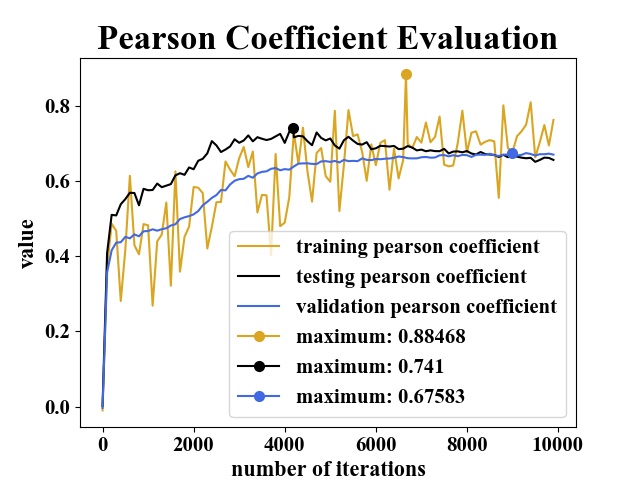 Pearson Coefficient Evaluation
value
0.8
0.6
0.4
0.2
0.0
training pearson coefficient
testing pearson coefficient
validation pearson coefficient
maximum: 0.88468
maximum: 0.741
maximum: 0.67583
0 2000 4000 6000 8000 10000
number of iterations